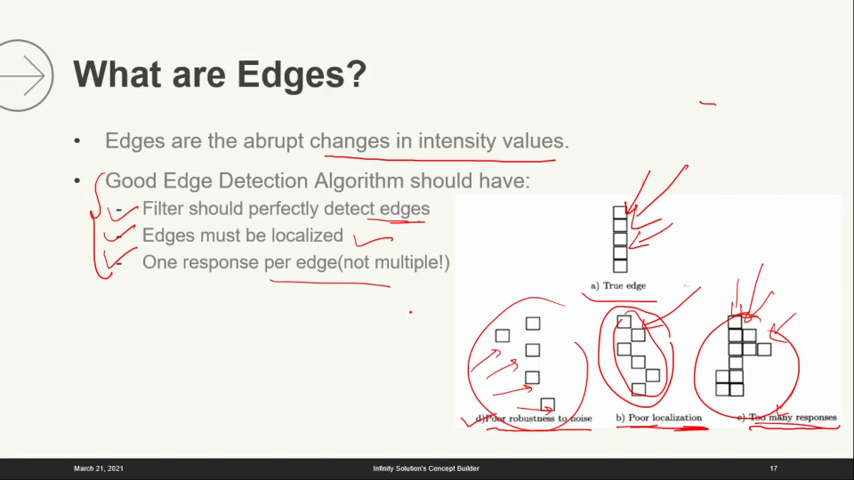 What are Edges?
• Edges are the abrupt changes in intensity values.
• Good Edge Detection Algorithm should have:
- Filter should perfectly detect edges
- Edges must be localized
- One response per edge(not multiple!)
a) True edge
d)Poor robustness to noise
b) Poor localization
c) Too many responses
March 21, 2021
Infinity Solution's Concept Builder
17